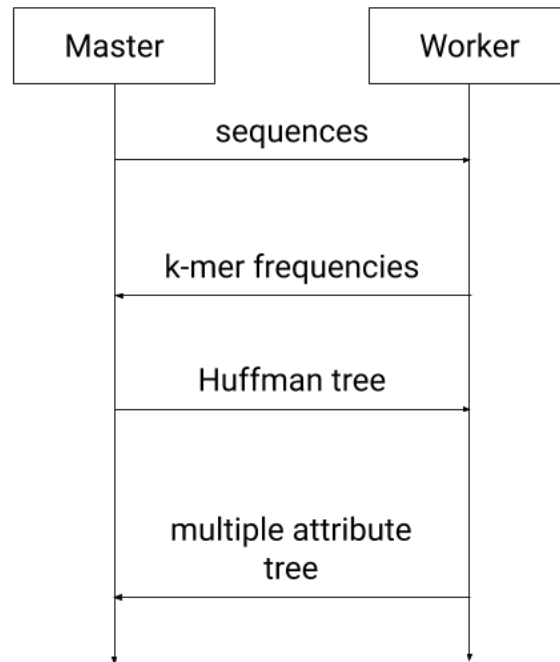 Master
Worker
sequences
k-mer frequencies
Huffman tree
multiple attribute
tree